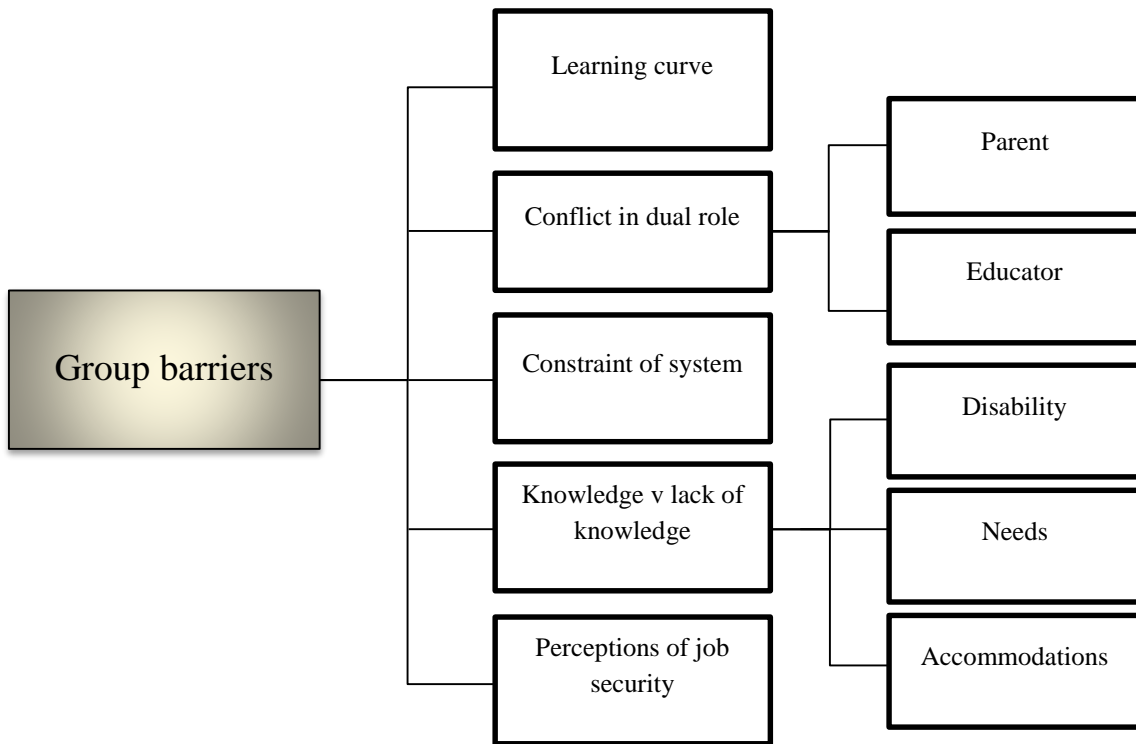 Group barriers
Learning curve
Conflict in dual role
Parent
Educator
Constraint of system
Knowledge v lack of
knowledge
Disability
Needs
Accommodations
Perceptions of job
security